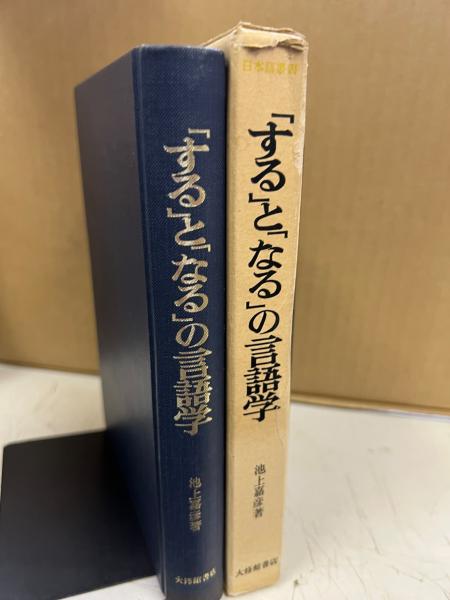 「する」と「なる」の言語学
池上嘉彦著
大修館書店
日本語叢書
「する」と「なる」の言語学
池上嘉彦著
大修館書店